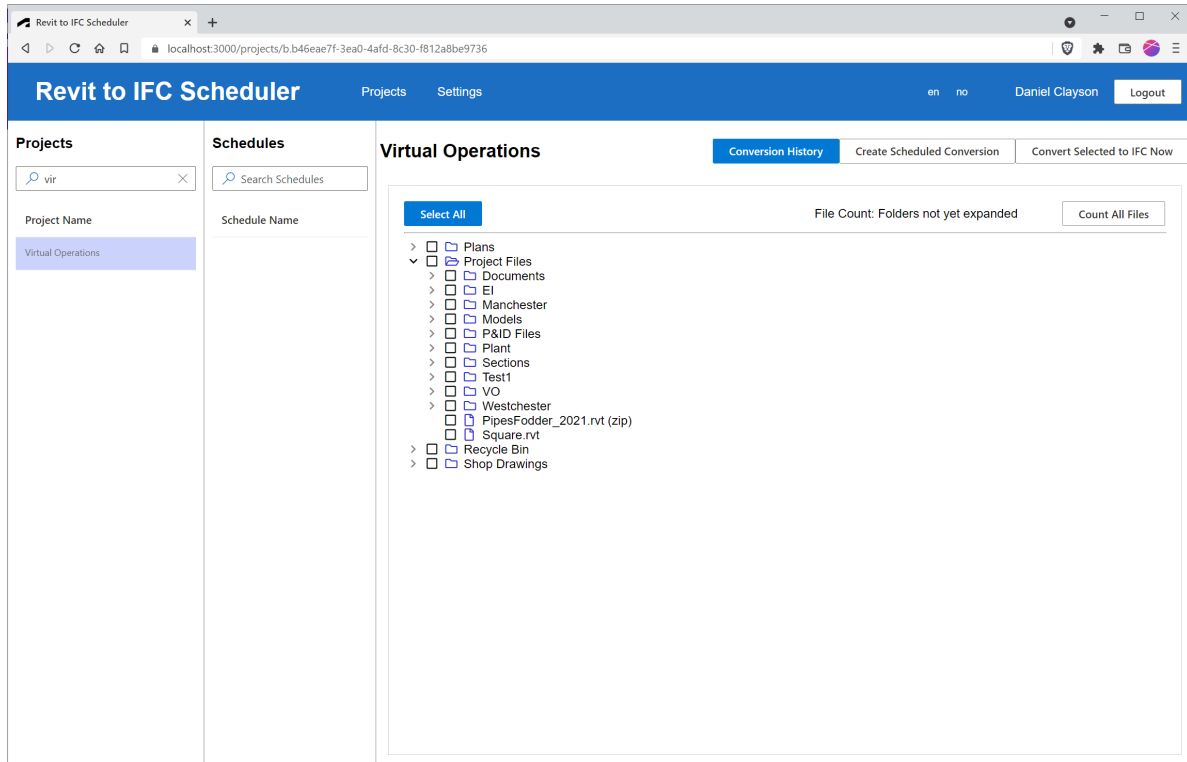 Revit to IFC Scheduler
localhost:3000/projects/b.b46eae7f-3ea0-4afd-8c30-f812a8be9736
Revit to IFC Scheduler Projects Settings en no Daniel Clayson Logout
Projects
vir
Project Name
Virtual Operations
Schedules
Search Schedules
Schedule Name
Virtual Operations
Conversion History Create Scheduled Conversion Convert Selected to IFC Now
Select All File Count: Folders not yet expanded Count All Files
Plans
Project Files
Documents
EI
Manchester
Models
P&ID Files
Plant
Sections
Test1
VO
Westchester
PipesFodder_2021.rvt (zip)
Square.rvt
Recycle Bin
Shop Drawings